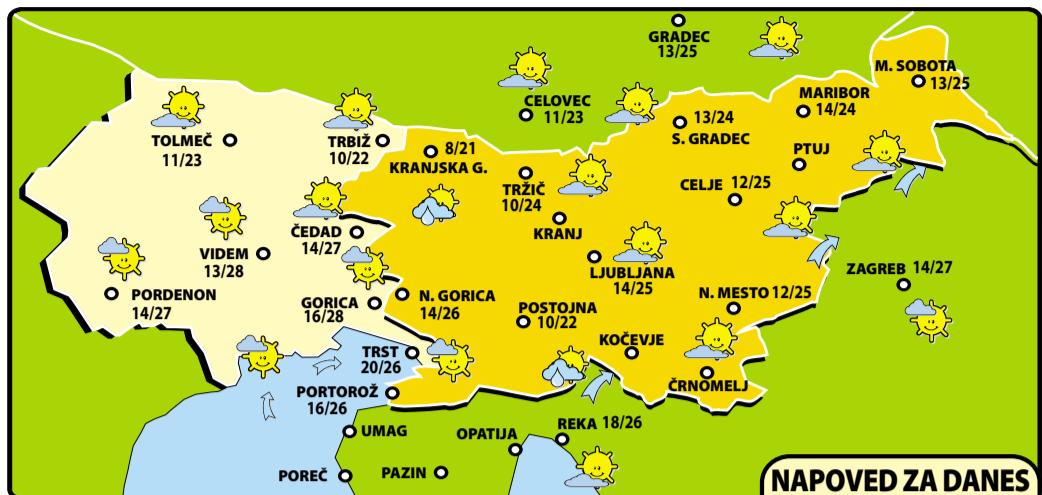 GRADEC
13/25
M. SOBOTA
13/25
MARIBOR
14/24
CELOVEC
11/23
13/24
S. GRADEC
TOLMEČ
11/23
TRBIŽ
10/22
8/21
KRANJSKA G.
PTUJ
TRŽIČ
10/24
CELJE 12/25
KRANJ
ČEDAD
14/27
VIDEM
13/28
LJUBLJANA
14/25
ZAGREB 14/27
PORDENON
14/27
GORICA
16/28
N. GORICA
14/26
POSTOJNA
10/22
N. MESTO 12/25
KOČEVJE
TRST
20/26
ČRNOMELJ
PORTOROŽ
16/26
REKA 18/26
UMAG
OPATIJA
POREČ
PAZIN
NAPOVED ZA DANES